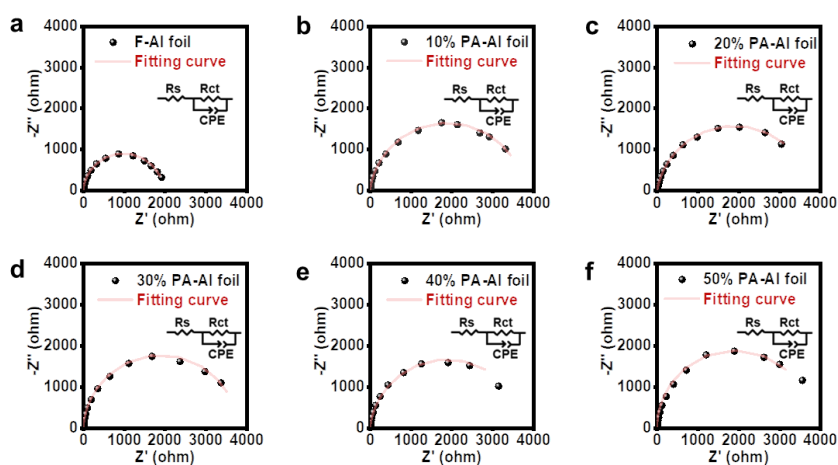 a
4000
3000
2000
1000
0
-Z'' (ohm)
F-Al foil
Fitting curve
Rs
Rct
CPE
0 1000 2000 3000 4000
Z' (ohm)
b
4000
3000
2000
1000
0
-Z'' (ohm)
10% PA-Al foil
Fitting curve
Rs
Rct
CPE
0 1000 2000 3000 4000
Z' (ohm)
c
4000
3000
2000
1000
0
-Z'' (ohm)
20% PA-Al foil
Fitting curve
Rs
Rct
CPE
0 1000 2000 3000 4000
Z' (ohm)
d
4000
3000
2000
1000
0
-Z'' (ohm)
30% PA-Al foil
Fitting curve
Rs
Rct
CPE
0 1000 2000 3000 4000
Z' (ohm)
e
4000
3000
2000
1000
0
-Z'' (ohm)
40% PA-Al foil
Fitting curve
Rs
Rct
CPE
0 1000 2000 3000 4000
Z' (ohm)
f
4000
3000
2000
1000
0
-Z'' (ohm)
50% PA-Al foil
Fitting curve
Rs
Rct
CPE
0 1000 2000 3000 4000
Z' (ohm)